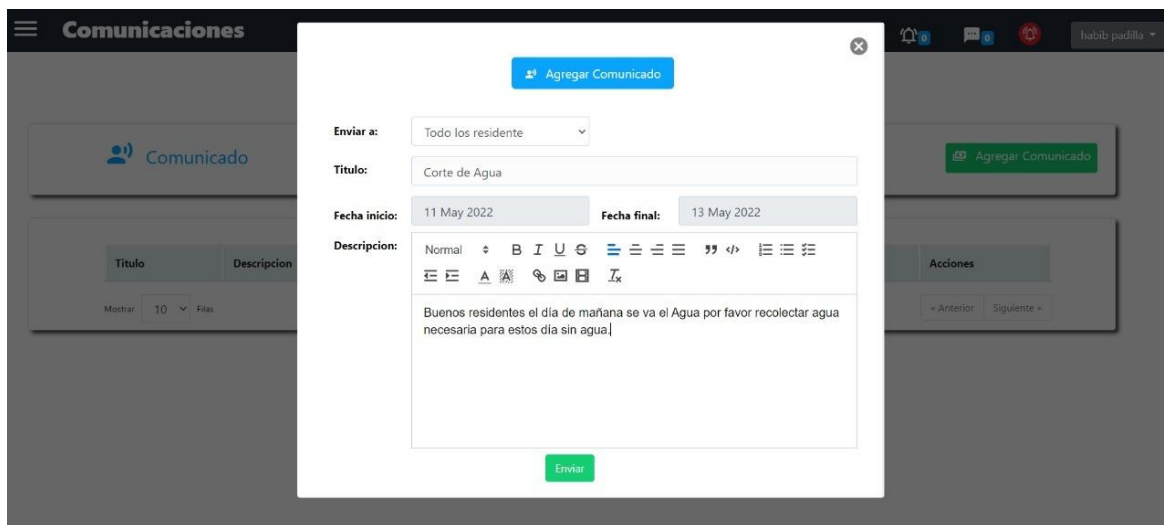 Comunicaciones
0
0
habib padilla
Agregar Comunicado
Enviar a:
Todo los residente
Comunicado
Agregar Comunicado
Titulo:
Corte de Agua
Fecha inicio:
11 May 2022
Fecha final:
13 May 2022
Descripcion:
Normal
Buenos residentes el día de mañana se va el Agua por favor recolectar agua
necesaria para estos día sin agua.
Titulo
Descripcion
Acciones
Mostrar 10 Filas
« Anterior Siguiente »
Enviar